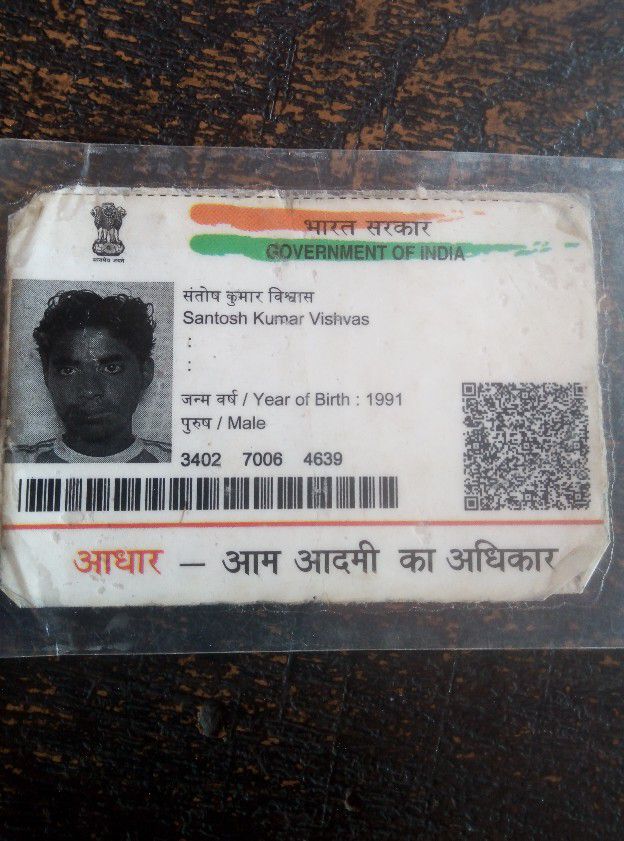 भारत सरकार
GOVERNMENT OF INDIA
संतोष कुमार विश्वास
Santosh Kumar Vishvas
:
:
जन्म वर्ष / Year of Birth : 1991
पुरुष / Male
3402 7006 4639
आधार – आम आदमी का अधिकार